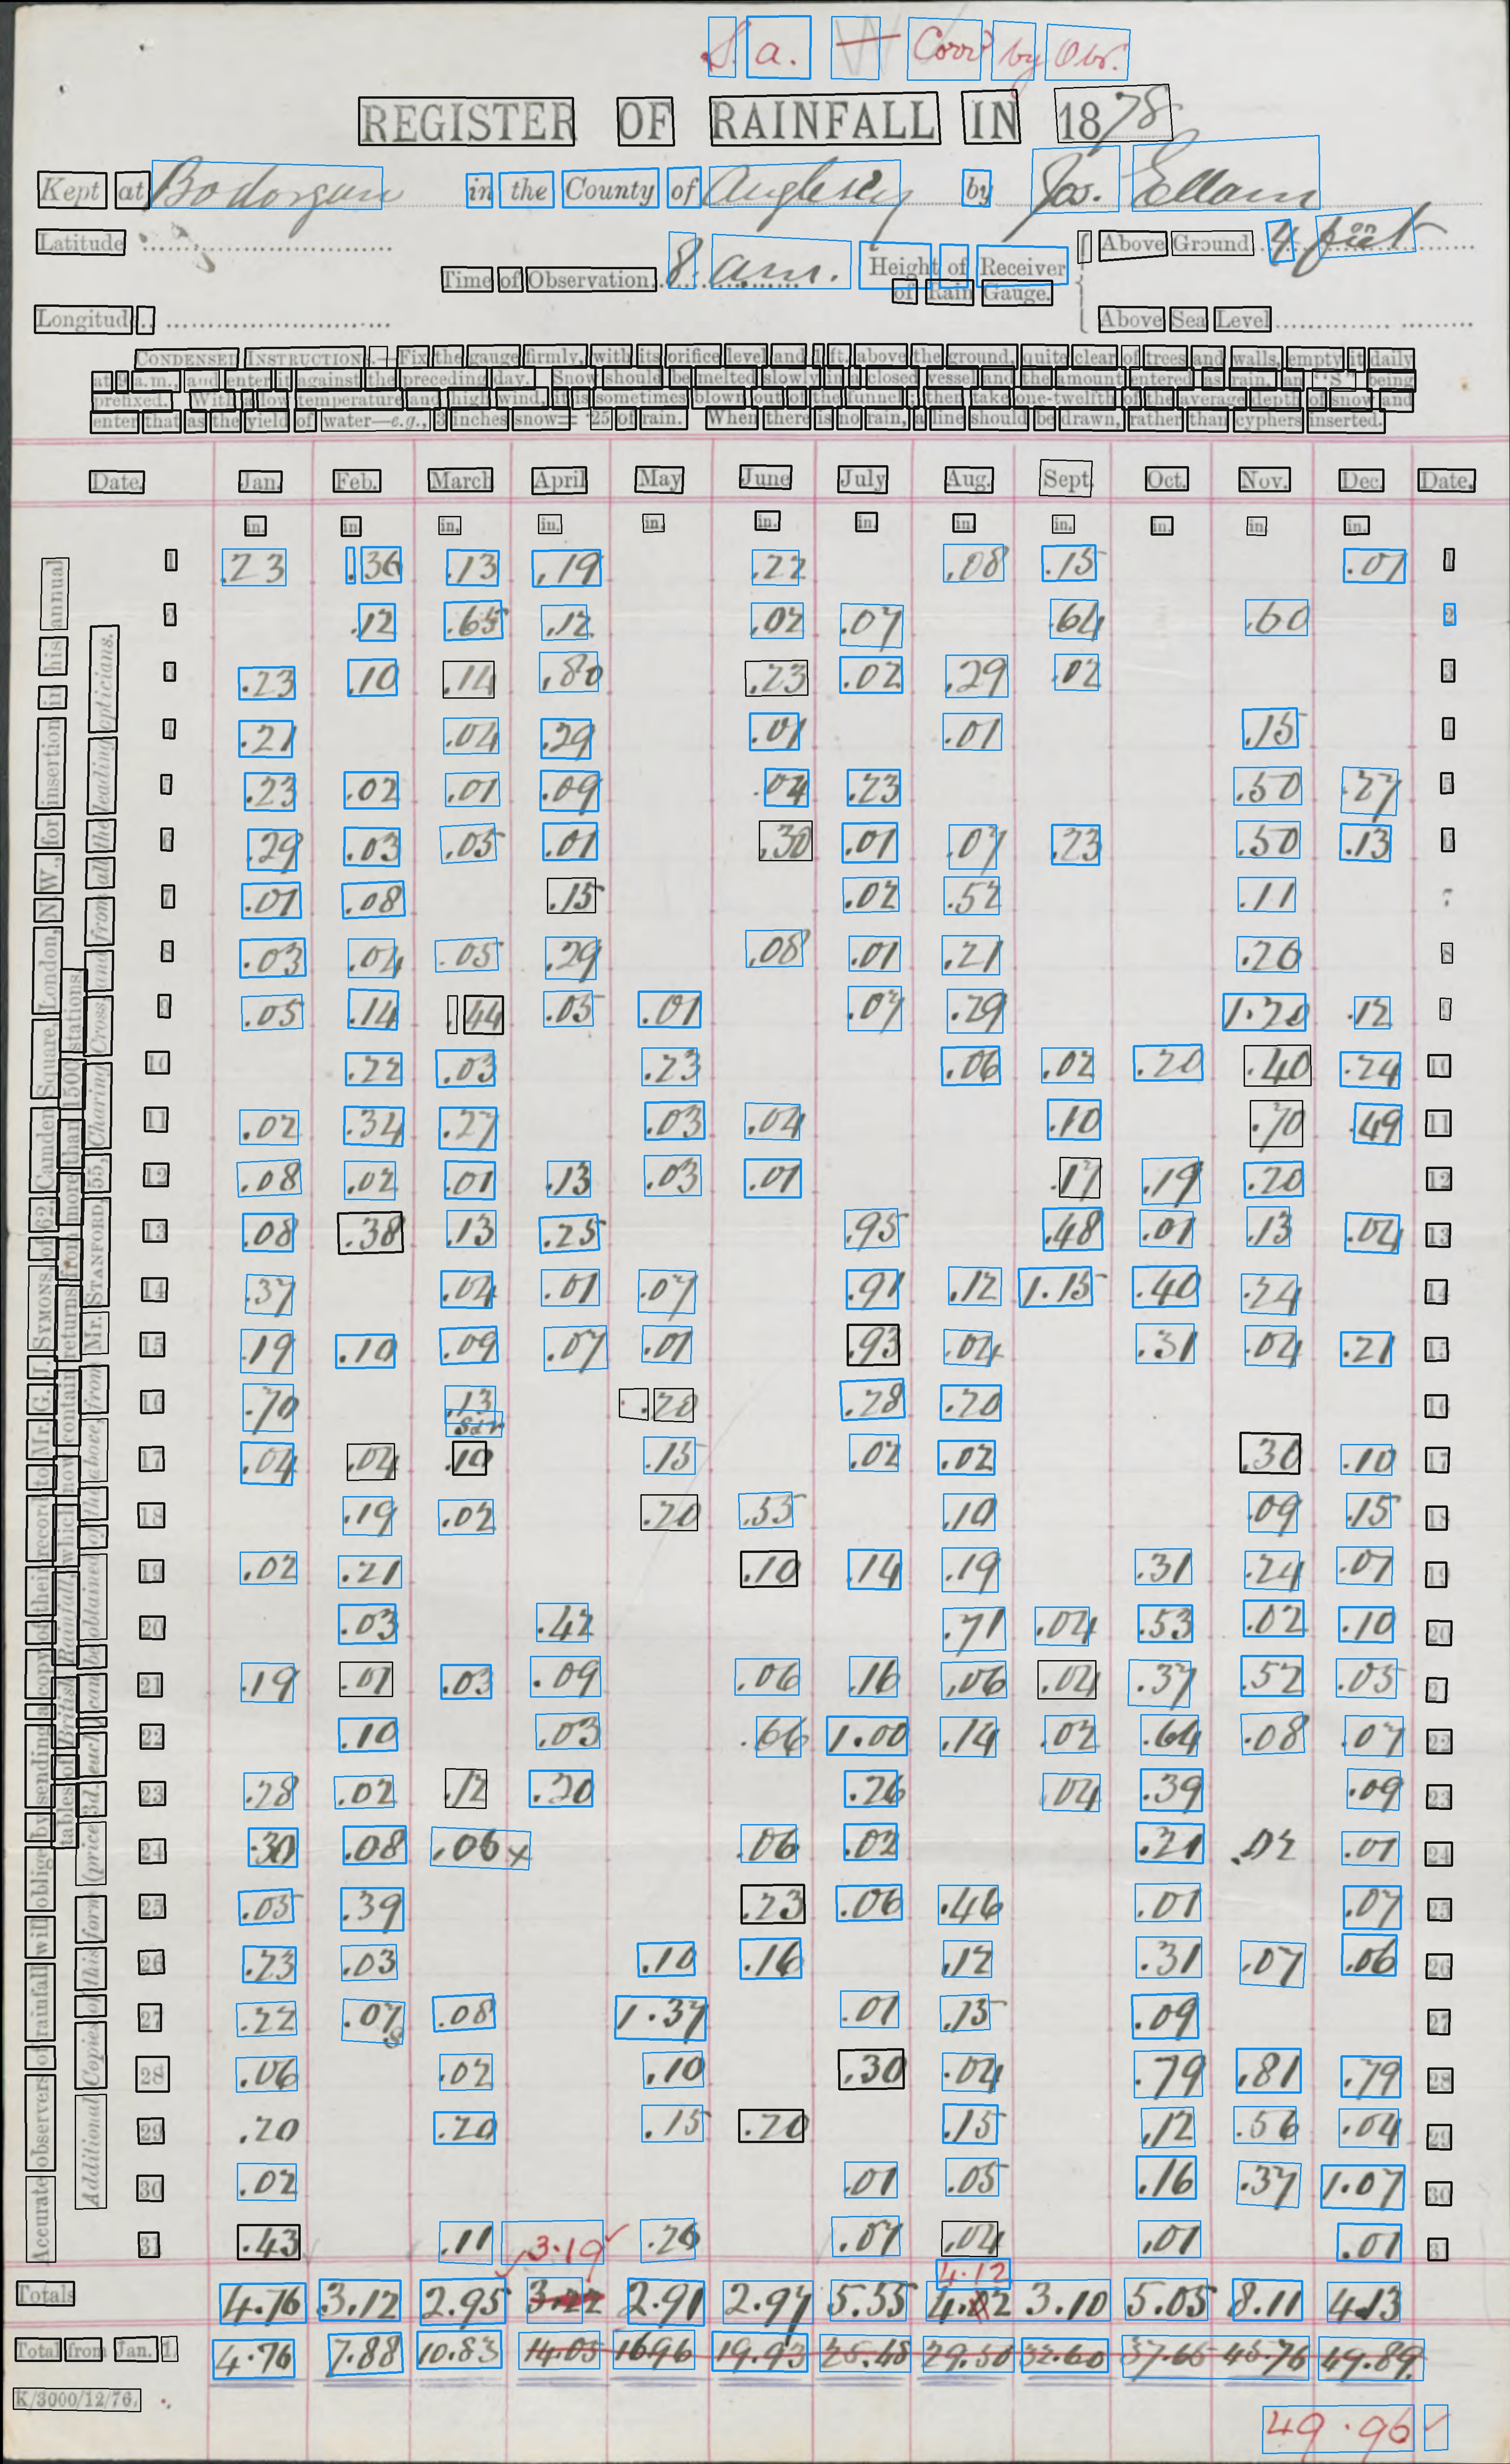 S. a. Corrd by Obr.
REGISTER OF RAINFALL IN 1878
Kept at Bodorgan in the County of Anglesey by Jos. Ellam
Latitude
Time of Observation 8. a.m. Height of Receiver of Rain Gauge. Above Ground 4 feet on
Longitude
Above Sea Level
CONDENSED INSTRUCTIONS.—Fix the gauge firmly, with its orifice level and 1 ft. above the ground, quite clear of trees and walls, empty it daily
at 9 a.m., and enter it against the preceding day. Snow should be melted slowly in a closed vessel and the amount entered as rain, an "S" being
prefixed. With a low temperature and high wind, it is sometimes blown out of the funnel; then take one-twelfth of the average depth of snow and
enter that as the yield of water—e.g., 3 inches snow = ·25 of rain. When there is no rain, a line should be drawn, rather than cyphers inserted.
Date. Jan. Feb. March April May June July Aug. Sept. Oct. Nov. Dec. Date.
in. in. in. in. in. in. in. in. in. in. in. in.
1 .23 .36 .13 .19 .22 .08 .15 .01 1
2 .12 .65 .12 .02 .07 .64 .60 2
3 .23 .10 .14 .80 .23 .02 .29 .02 3
4 .21 .04 .29 .01 .01 .15 4
5 .23 .02 .01 .09 .04 .23 .50 .27 5
6 .29 .03 .05 .01 .30 .01 .07 .23 .50 .13 6
7 .01 .08 .15 .02 .52 .11 7
8 .03 .04 .05 .29 .08 .01 .21 .26 8
9 .05 .14 .44 .05 .01 .07 .29 1.20 .12 9
10 .22 .03 .23 .06 .02 .20 .40 .24 10
11 .02 .34 .27 .03 .04 .10 .70 .49 11
12 .08 .02 .01 .13 .03 .01 .17 .19 .20 12
13 .08 .38 .13 .25 .95 .48 .01 .13 .04 13
14 .37 .04 .01 .07 .91 .12 1.15 .40 .24 14
15 .19 .10 .09 .07 .01 .93 .04 .31 .04 .21 15
16 .70 .13 .20 .28 .20 16
17 .04 .04 .10 .15 .02 .02 .30 .10 17
18 .19 .02 .20 .55 .10 .09 .15 18
19 .02 .21 .10 .14 .19 .31 .24 .07 19
20 .03 .42 .71 .04 .53 .02 .10 20
21 .19 .01 .03 .09 .06 .16 .06 .04 .37 .52 .05 21
22 .10 .03 .66 1.00 .14 .02 .64 .08 .07 22
23 .28 .02 .12 .20 .26 .04 .39 .09 23
24 .30 .08 .06 x .06 .02 .21 .02 .01 24
25 .05 .39 .23 .06 .46 .01 .07 25
26 .23 .03 .10 .16 .12 .31 .07 .06 26
27 .22 .07 s .08 1.37 .01 .15 .09 27
28 .06 .02 .10 .30 .04 .79 .81 .79 28
29 .20 .20 .15 .20 .15 .12 .56 .04 29
30 .02 .01 .05 .16 .37 1.07 30
31 .43 .11 .26 .07 .04 .01 .01 31
3.19 4.12
Totals 4.76 3.12 2.95 3.22 2.91 2.97 5.55 4.02 3.10 5.05 8.11 4.13
Total from Jan. 1. 4.76 7.88 10.83 14.05 16.96 19.93 25.48 29.50 32.60 37.65 45.76 49.89
K/3000/12/76.
49.96 ✓
Accurate observers of rainfall will oblige by sending a copy of their record to Mr. G. J. SYMONS, of 62, Camden Square, London, N.W., for insertion in his annual
tables of British Rainfall, which now contain returns from more than 1500 stations.
Additional Copies of this form (price 3d. each) can be obtained of the above, from Mr. STANFORD, 55, Charing Cross, and from all the leading opticians.